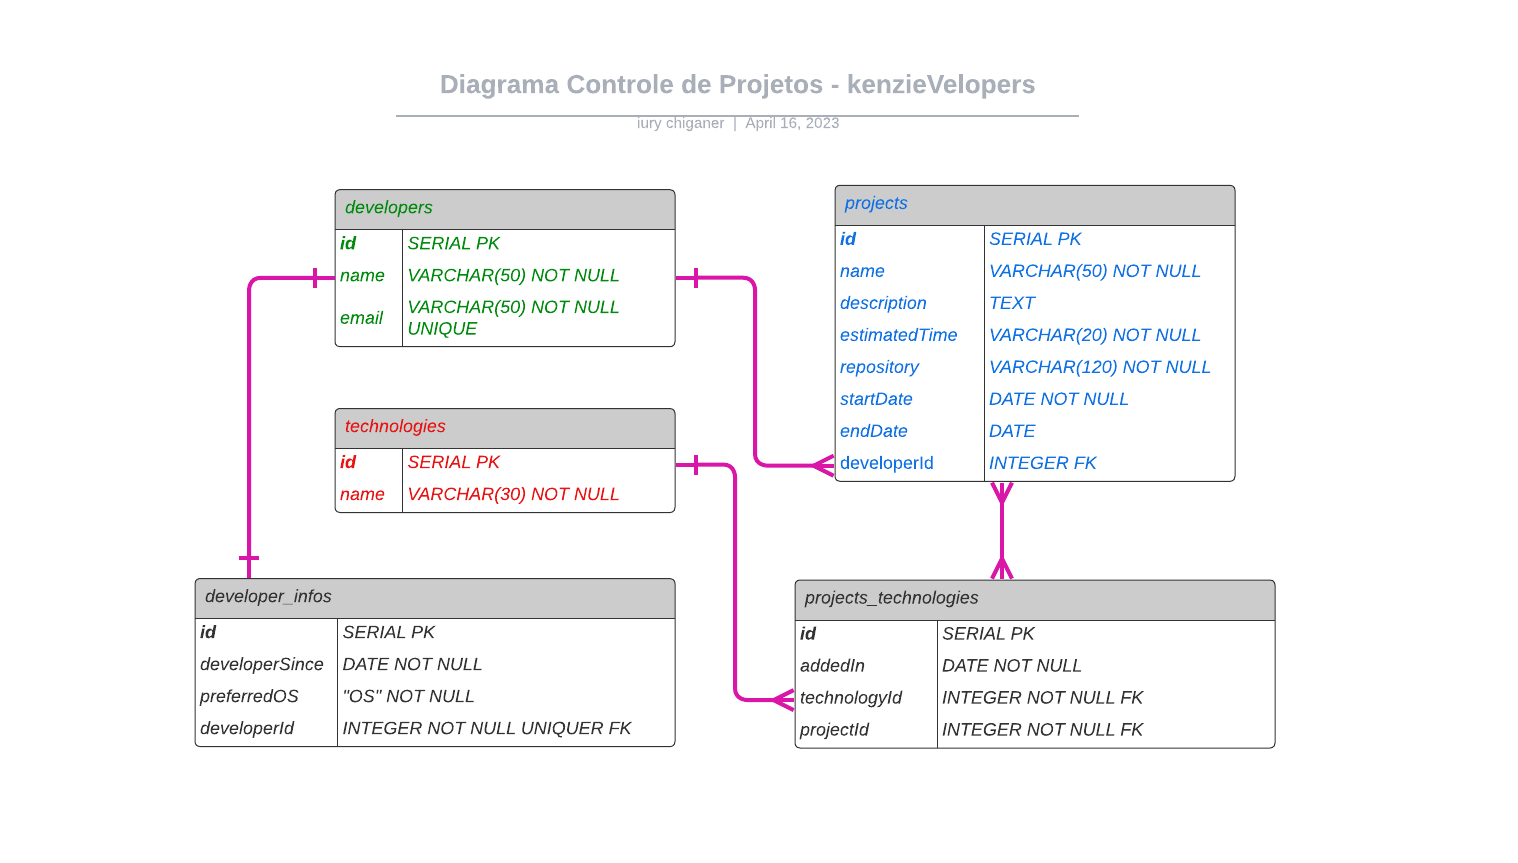 Diagrama Controle de Projetos - kenzieVelopers
iury chiganer | April 16, 2023
developers
id SERIAL PK
name VARCHAR(50) NOT NULL
email VARCHAR(50) NOT NULL
UNIQUE
projects
id SERIAL PK
name VARCHAR(50) NOT NULL
description TEXT
estimatedTime VARCHAR(20) NOT NULL
repository VARCHAR(120) NOT NULL
startDate DATE NOT NULL
endDate DATE
developerId INTEGER FK
technologies
id SERIAL PK
name VARCHAR(30) NOT NULL
developer_infos
id SERIAL PK
developerSince DATE NOT NULL
preferredOS "OS" NOT NULL
developerId INTEGER NOT NULL UNIQUER FK
projects_technologies
id SERIAL PK
addedIn DATE NOT NULL
technologyId INTEGER NOT NULL FK
projectId INTEGER NOT NULL FK